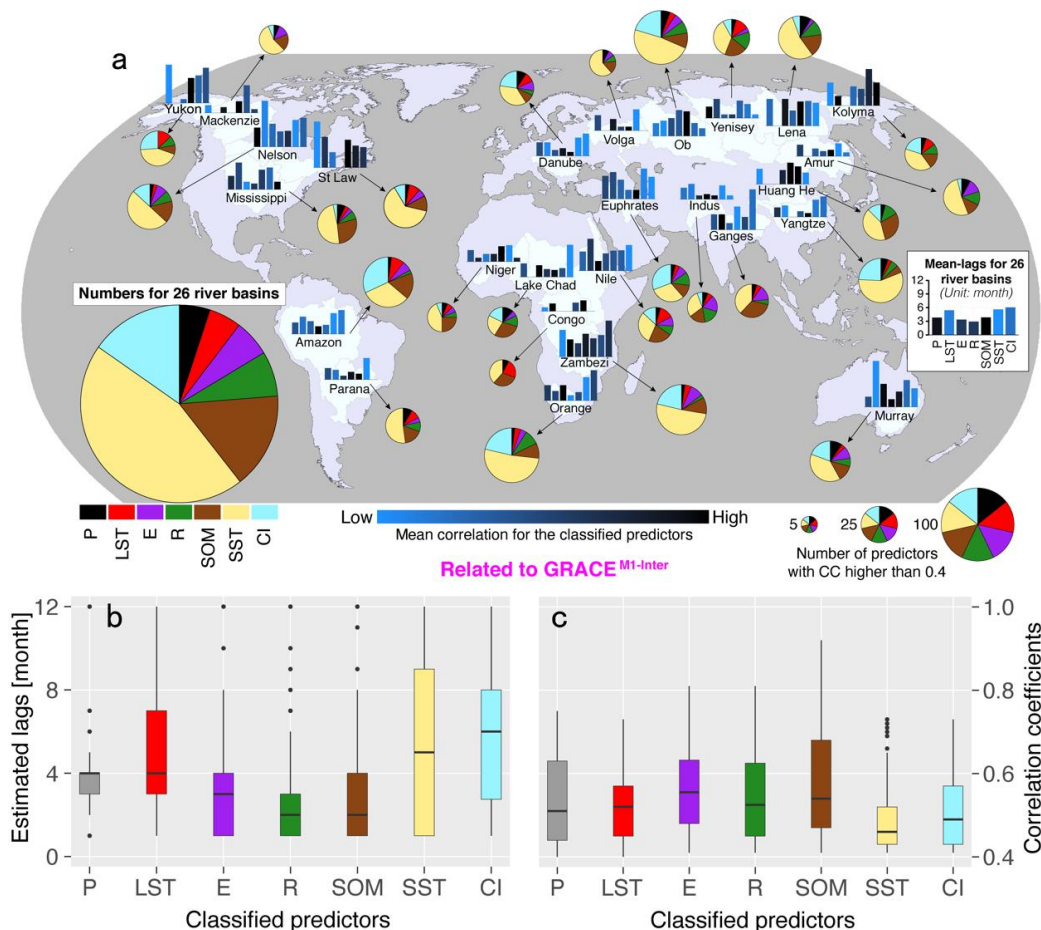 a
Yukon
Mackenzie
Nelson
St Law
Mississippi
Danube
Volga
Ob
Yenisey
Lena
Kolyma
Amur
Huang He
Yangtze
Euphrates
Indus
Ganges
Niger
Lake Chad
Nile
Congo
Zambezi
Orange
Amazon
Parana
Murray
Mean-lags for 26
river basins
(Unit: month)
12
9
6
3
0
P LST E R SOM SST CI
Numbers for 26 river basins
P LST E R SOM SST CI
Low High
Mean correlation for the classified predictors
Related to GRACE M1-Inter
5 25 100
Number of predictors
with CC higher than 0.4
b
Estimated lags [month]
12
8
4
0
P LST E R SOM SST CI
Classified predictors
c
Correlation coefficients
1.0
0.8
0.6
0.4
P LST E R SOM SST CI
Classified predictors